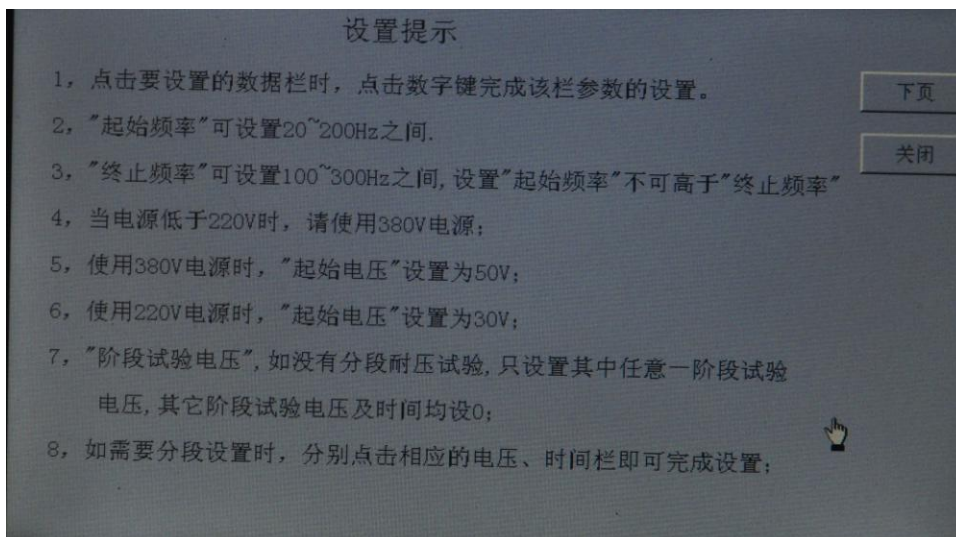 设置提示
1，点击要设置的数据栏时，点击数字键完成该栏参数的设置。
下页
2，"起始频率"可设置20~200Hz之间.
关闭
3，"终止频率"可设置100~300Hz之间,设置"起始频率"不可高于"终止频率"
4，当电源低于220V时，请使用380V电源;
5，使用380V电源时，"起始电压"设置为50V;
6，使用220V电源时，"起始电压"设置为30V;
7，"阶段试验电压",如没有分段耐压试验,只设置其中任意一阶段试验
电压,其它阶段试验电压及时间均设0;
8，如需要分段设置时，分别点击相应的电压、时间栏即可完成设置;